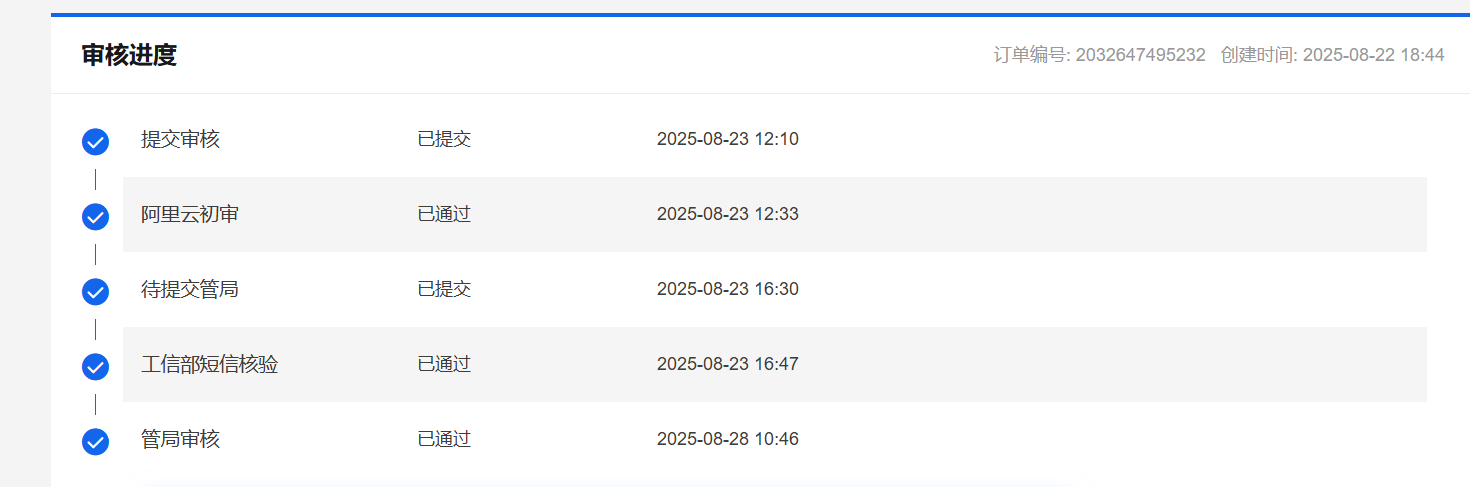 审核进度 订单编号: 2032647495232 创建时间: 2025-08-22 18:44
提交审核 已提交 2025-08-23 12:10
阿里云初审 已通过 2025-08-23 12:33
待提交管局 已提交 2025-08-23 16:30
工信部短信核验 已通过 2025-08-23 16:47
管局审核 已通过 2025-08-28 10:46